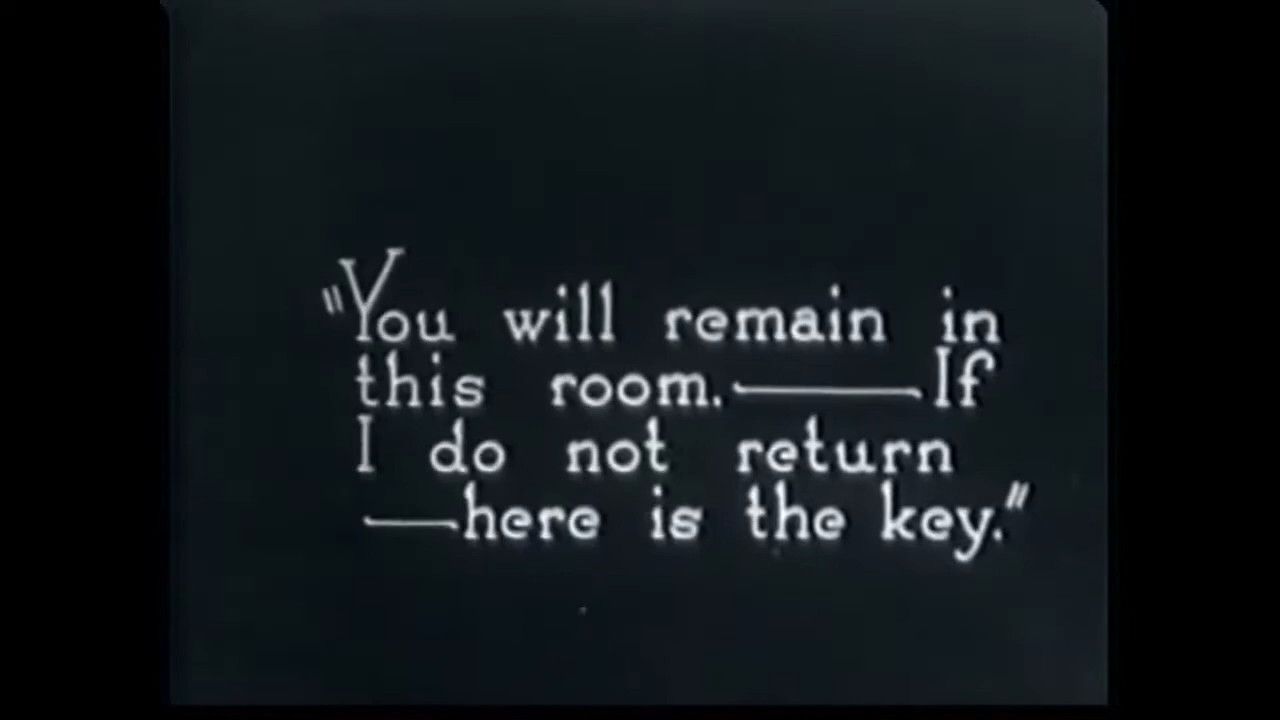 "You will remain in
this room.——If
I do not return
—here is the key."